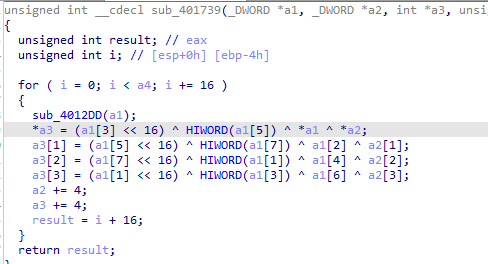 unsigned int __cdecl sub_401739(_DWORD *a1, _DWORD *a2, int *a3, unsi
{
unsigned int result; // eax
unsigned int i; // [esp+0h] [ebp-4h]
for ( i = 0; i < a4; i += 16 )
{
sub_4012DD(a1);
*a3 = (a1[3] << 16) ^ HIWORD(a1[5]) ^ *a1 ^ *a2;
a3[1] = (a1[5] << 16) ^ HIWORD(a1[7]) ^ a1[2] ^ a2[1];
a3[2] = (a1[7] << 16) ^ HIWORD(a1[1]) ^ a1[4] ^ a2[2];
a3[3] = (a1[1] << 16) ^ HIWORD(a1[3]) ^ a1[6] ^ a2[3];
a2 += 4;
a3 += 4;
result = i + 16;
}
return result;